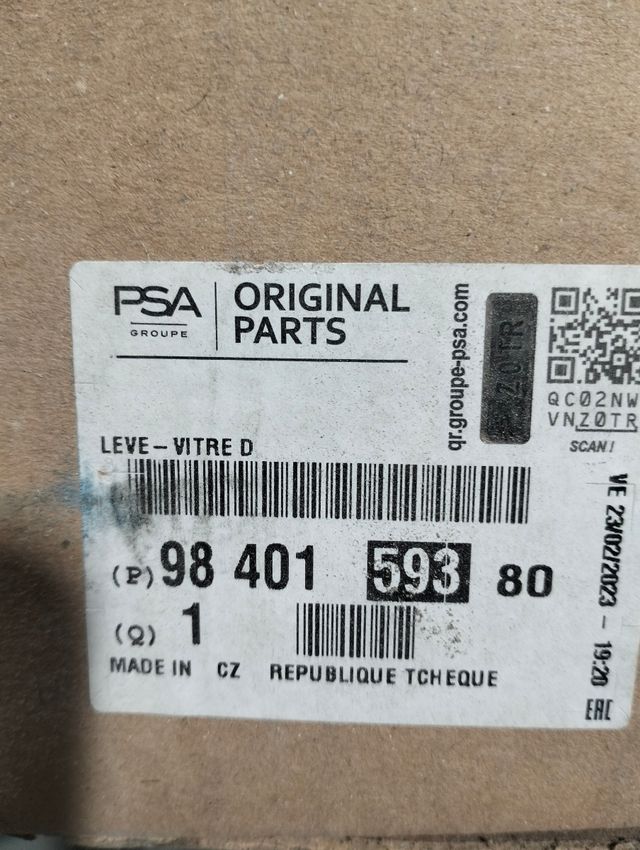 PSA
GROUPE
ORIGINAL
PARTS
qr.groupe-psa.com
Z0TR
QC02NW
VNZ0TR
SCAN!
LEVE-VITRE D
(P) 98 401 593 80
(Q) 1
MADE IN CZ REPUBLIQUE TCHEQUE
VE 23/02/2023 - 19:20
EAC